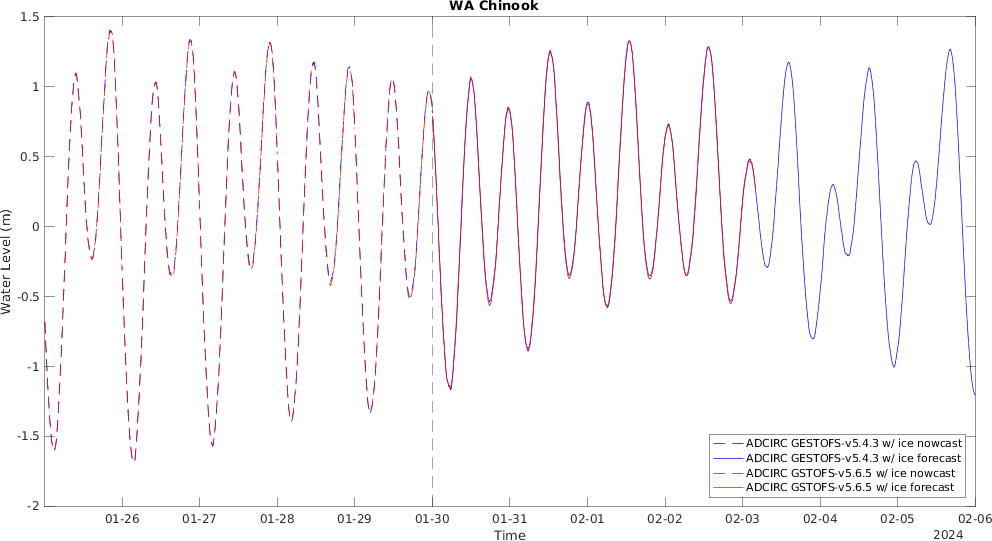 WA Chinook
1.5
1
0.5
0
-0.5
-1
-1.5
-2
Water Level (m)
01-26 01-27 01-28 01-29 01-30 01-31 02-01 02-02 02-03 02-04 02-05 02-06
Time
2024
ADCIRC GESTOFS-v5.4.3 w/ ice nowcast
ADCIRC GESTOFS-v5.4.3 w/ ice forecast
ADCIRC GSTOFS-v5.6.5 w/ ice nowcast
ADCIRC GSTOFS-v5.6.5 w/ ice forecast